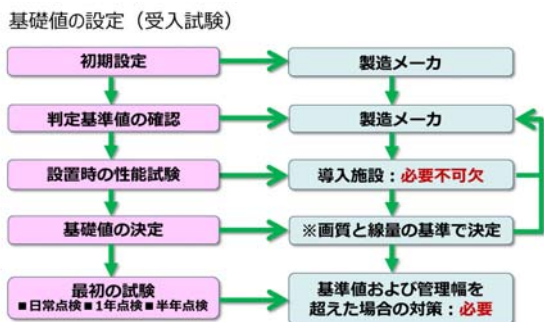 基礎値の設定（受入試験）
初期設定
製造メーカ
判定基準値の確認
製造メーカ
設置時の性能試験
導入施設：必要不可欠
基礎値の決定
※画質と線量の基準で決定
最初の試験
■日常点検■1年点検■半年点検
基準値および管理幅を
超えた場合の対策：必要